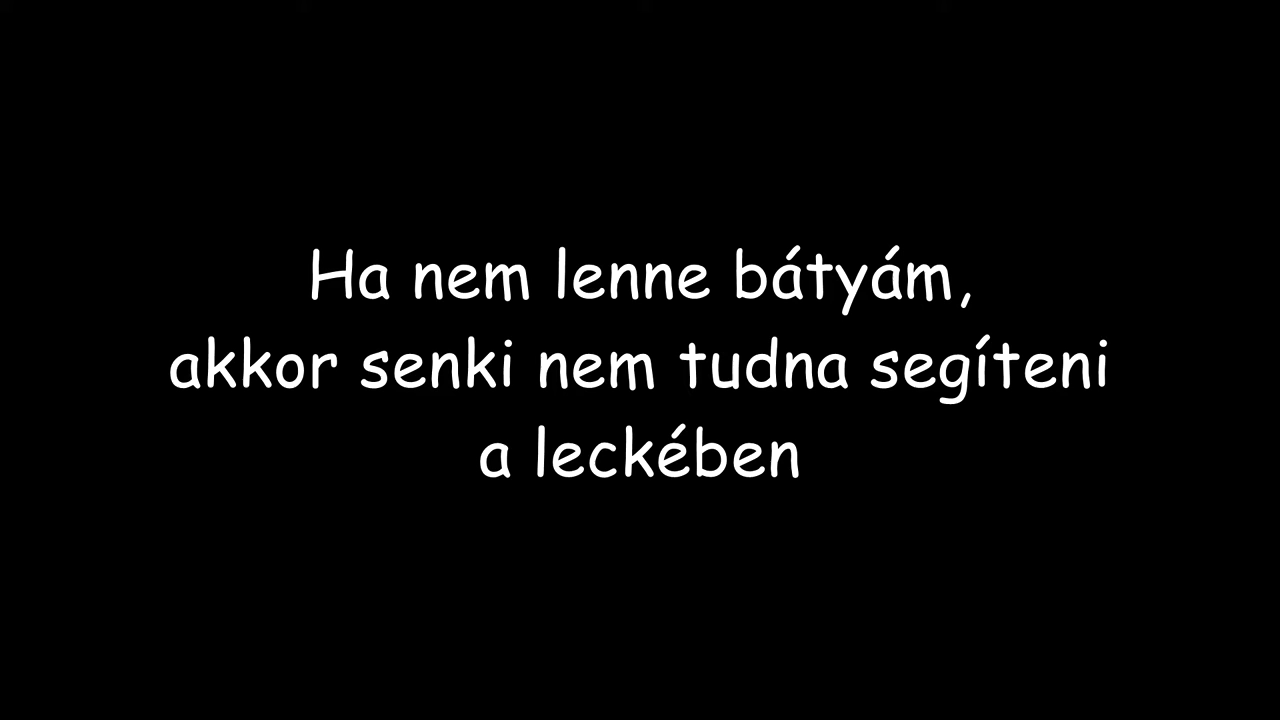 Ha nem lenne bátyám,
akkor senki nem tudna segíteni
a leckében